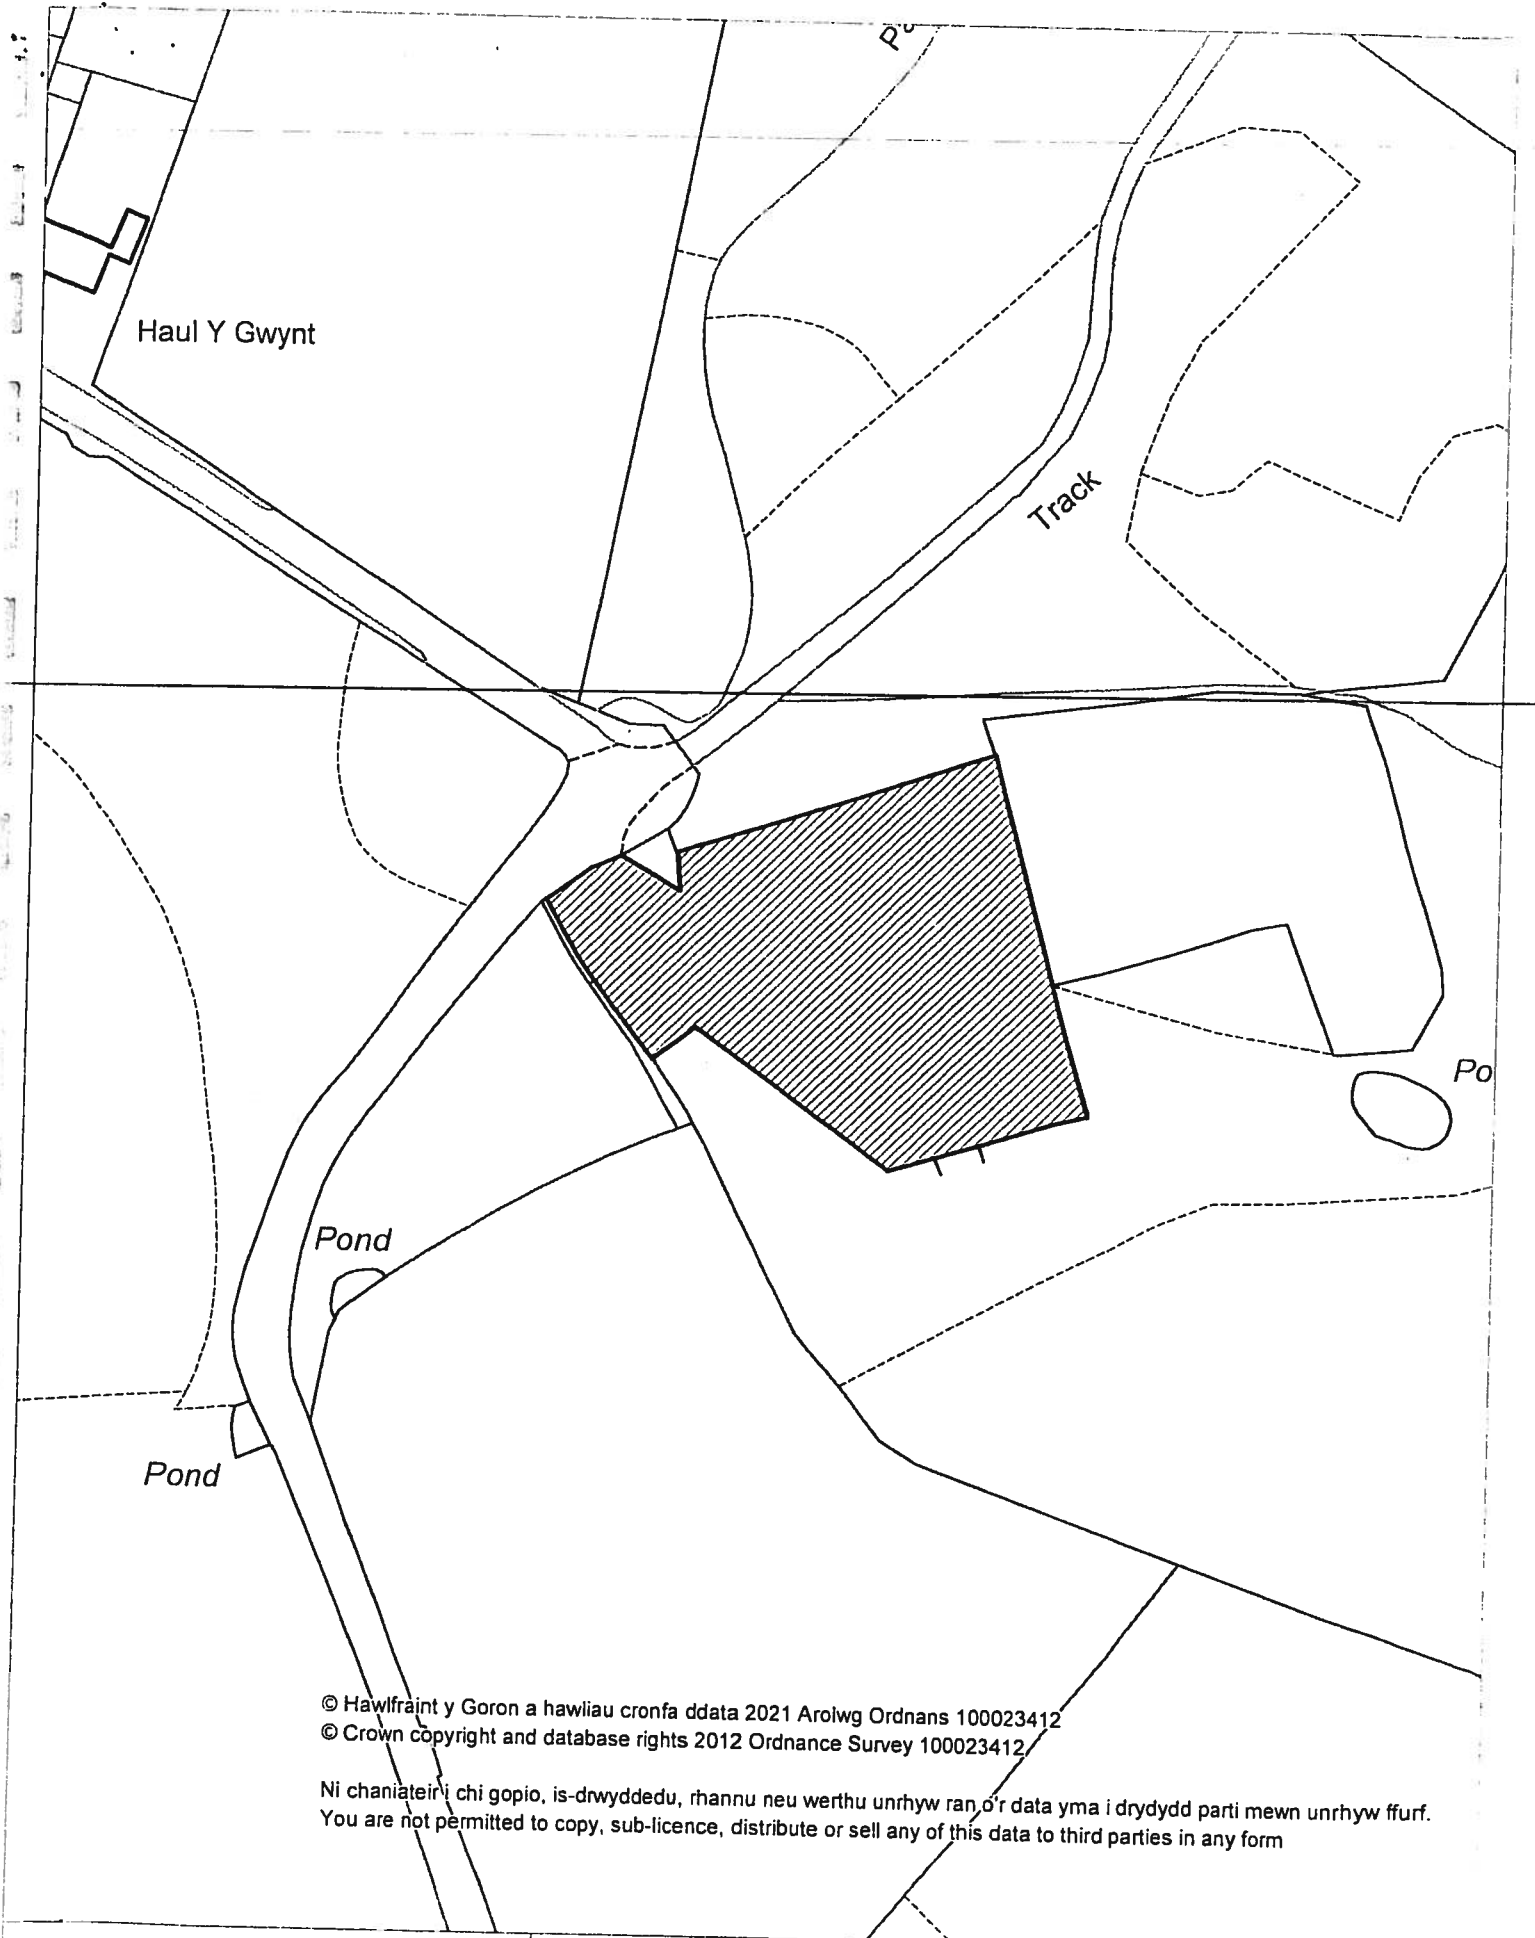 Haul Y Gwynt
Track
Po
Pond
Pond
© Hawlfraint y Goron a hawliau cronfa ddata 2021 Arolwg Ordnans 100023412
© Crown copyright and database rights 2012 Ordnance Survey 100023412
Ni chaniateir i chi gopio, is-drwyddedu, rhannu neu werthu unrhyw ran o'r data yma i drydydd parti mewn unrhyw ffurf.
You are not permitted to copy, sub-licence, distribute or sell any of this data to third parties in any form